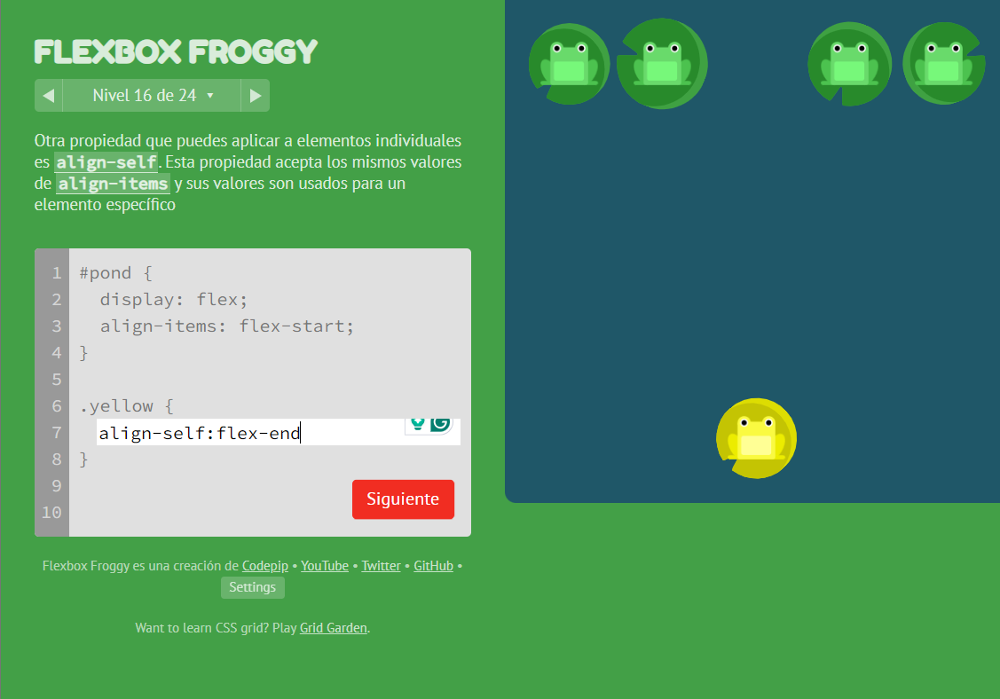 FLEXBOX FROGGY
Nivel 16 de 24
Otra propiedad que puedes aplicar a elementos individuales
es align-self. Esta propiedad acepta los mismos valores
de align-items y sus valores son usados para un
elemento específico
1 #pond {
2 display: flex;
3 align-items: flex-start;
4 }
5
6 .yellow {
7 align-self:flex-end
8 }
9
10
Siguiente
Flexbox Froggy es una creación de Codepip • YouTube • Twitter • GitHub •
Settings
Want to learn CSS grid? Play Grid Garden.